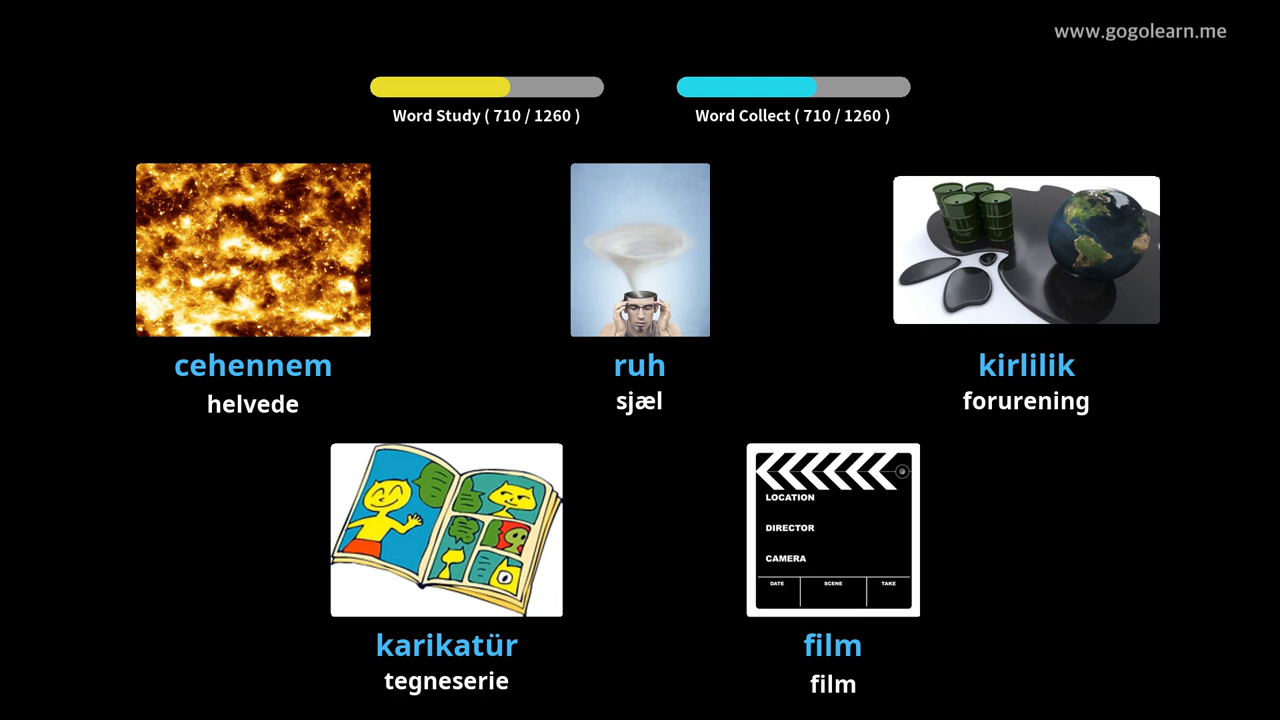 www.gogolearn.me
Word Study ( 710 / 1260 )
Word Collect ( 710 / 1260 )
cehennem
helvede
ruh
sjæl
kirlilik
forurening
LOCATION
DIRECTOR
CAMERA
DATE
SCENE
TAKE
karikatür
tegneserie
film
film